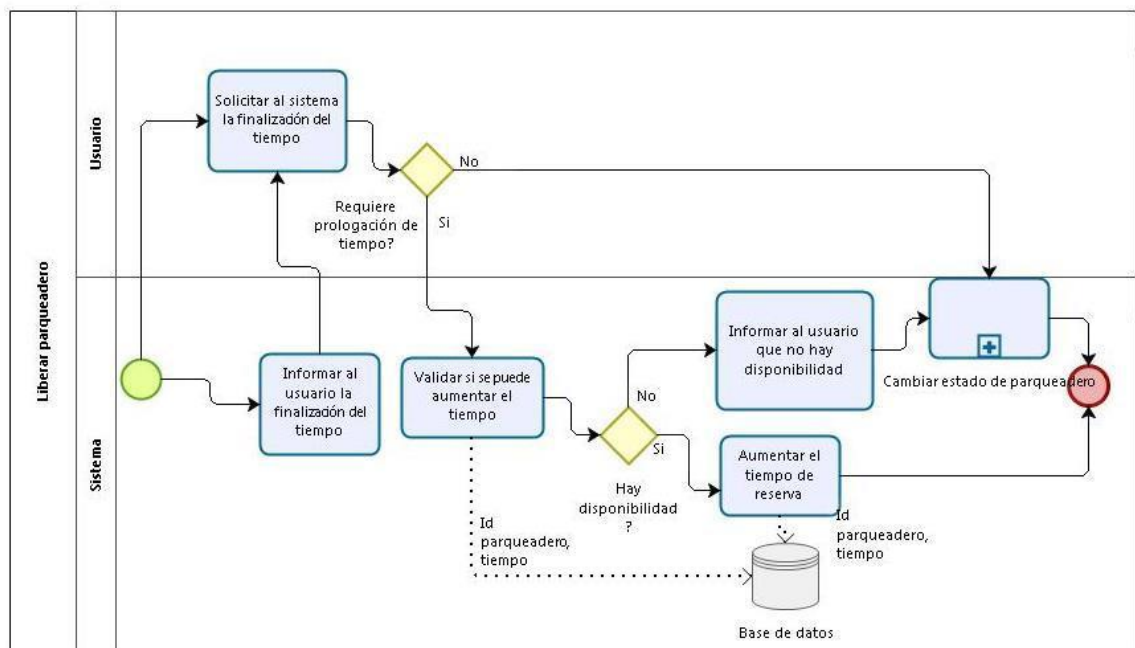 Liberar parqueadero
Usuario
Solicitar al sistema
la finalización del
tiempo
No
Requiere
prologación de
tiempo?
Si
Sistema
Informar al
usuario la
finalización del
tiempo
Validar si se puede
aumentar el
tiempo
No
Si
Hay
disponibilidad
?
Informar al usuario
que no hay
disponibilidad
Cambiar estado de parqueadero
Aumentar el
tiempo de
reserva
Id
parqueadero,
tiempo
Id
parqueadero,
tiempo
Base de datos